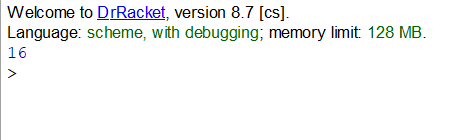 Welcome to DrRacket, version 8.7 [cs].
Language: scheme, with debugging; memory limit: 128 MB.
16
>